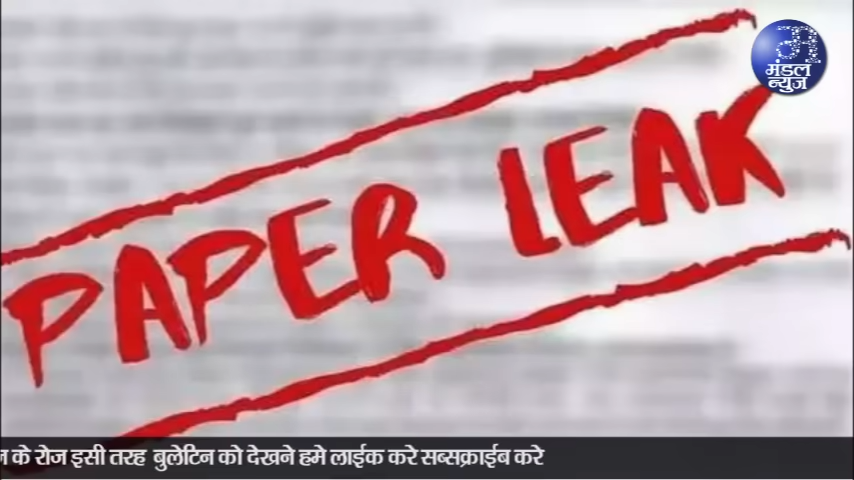 मंडल
न्युज
PAPER LEAK
के रोज इसी तरह बुलेटिन को देखने हमे लाईक करे सब्सक्राईब करे